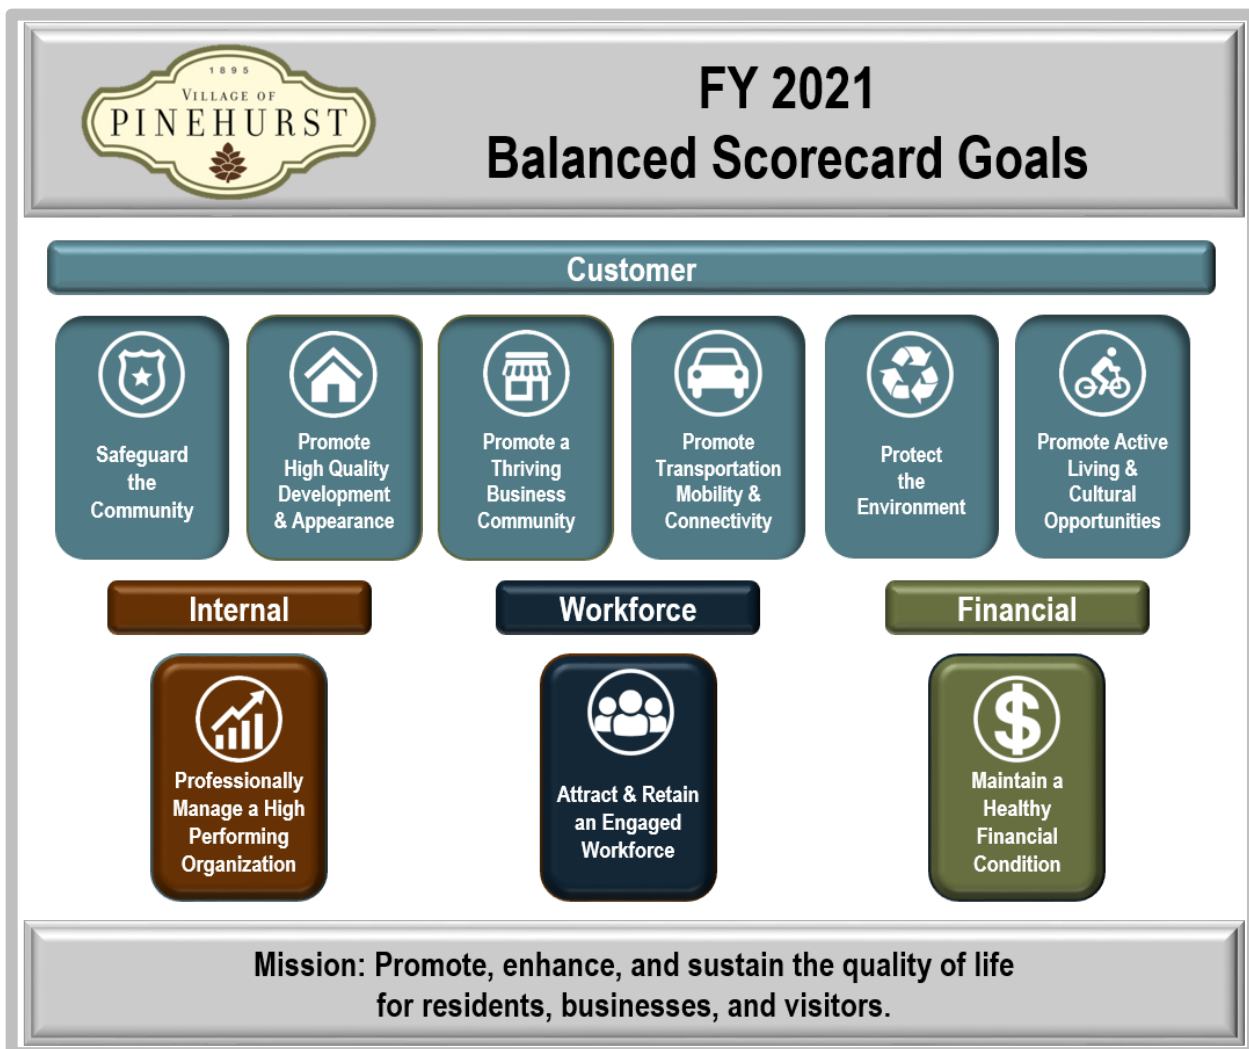 1895
VILLAGE OF
PINEHURST
FY 2021
Balanced Scorecard Goals
Customer
Safeguard
the
Community
Promote
High Quality
Development
& Appearance
Promote a
Thriving
Business
Community
Promote
Transportation
Mobility &
Connectivity
Protect
the
Environment
Promote Active
Living &
Cultural
Opportunities
Internal
Workforce
Financial
Professionally
Manage a High
Performing
Organization
Attract & Retain
an Engaged
Workforce
$
Maintain a
Healthy
Financial
Condition
Mission: Promote, enhance, and sustain the quality of life
for residents, businesses, and visitors.